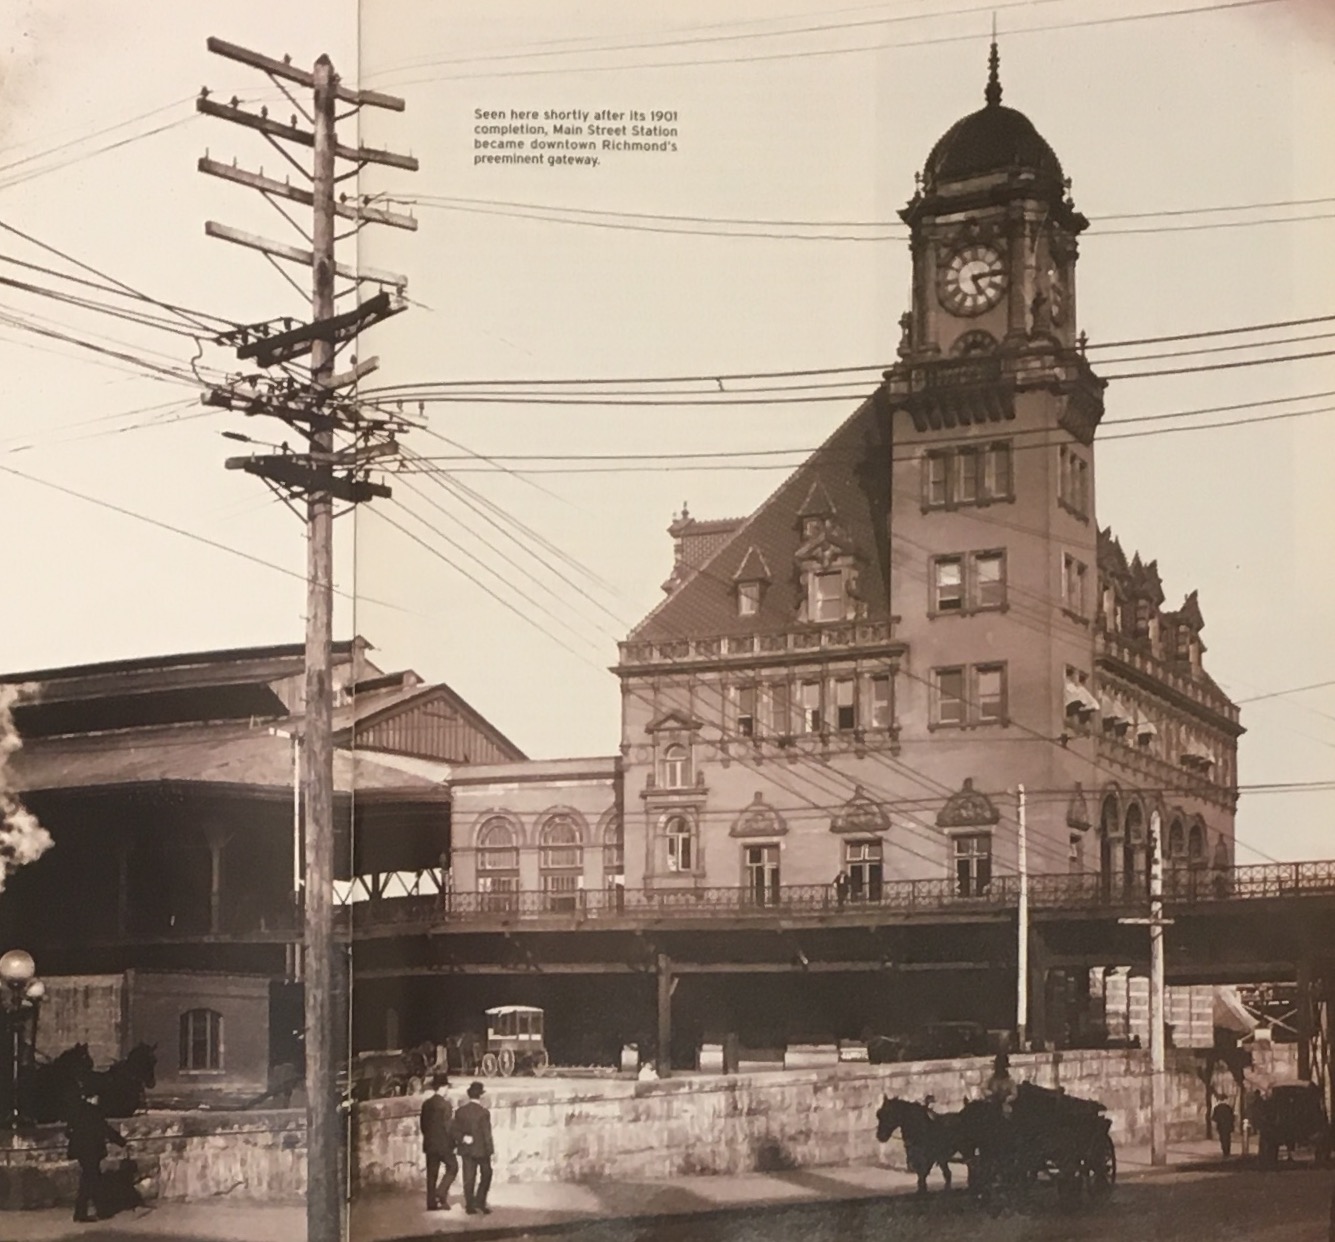 Seen here shortly after its 1901
completion, Main Street Station
became downtown Richmond's
preeminent gateway.